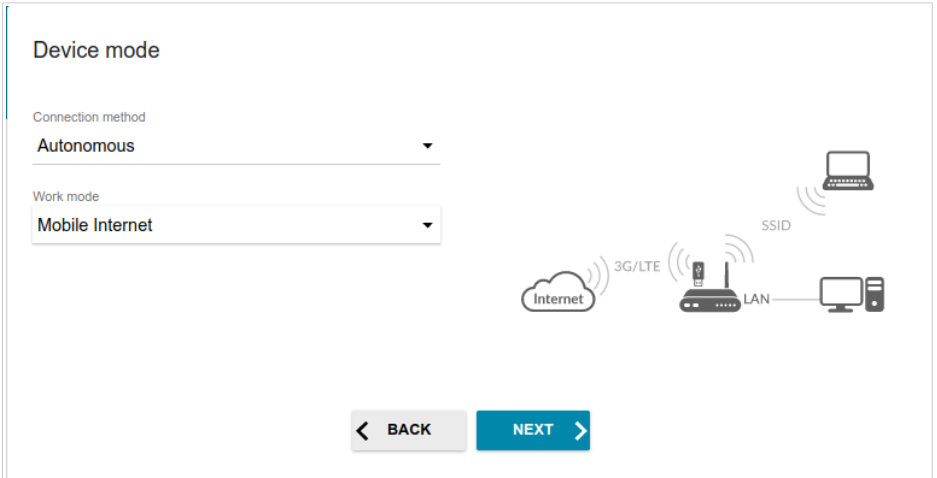 Device mode
Connection method
Autonomous
Work mode
Mobile Internet
SSID
3G/LTE
Internet
LAN
BACK
NEXT